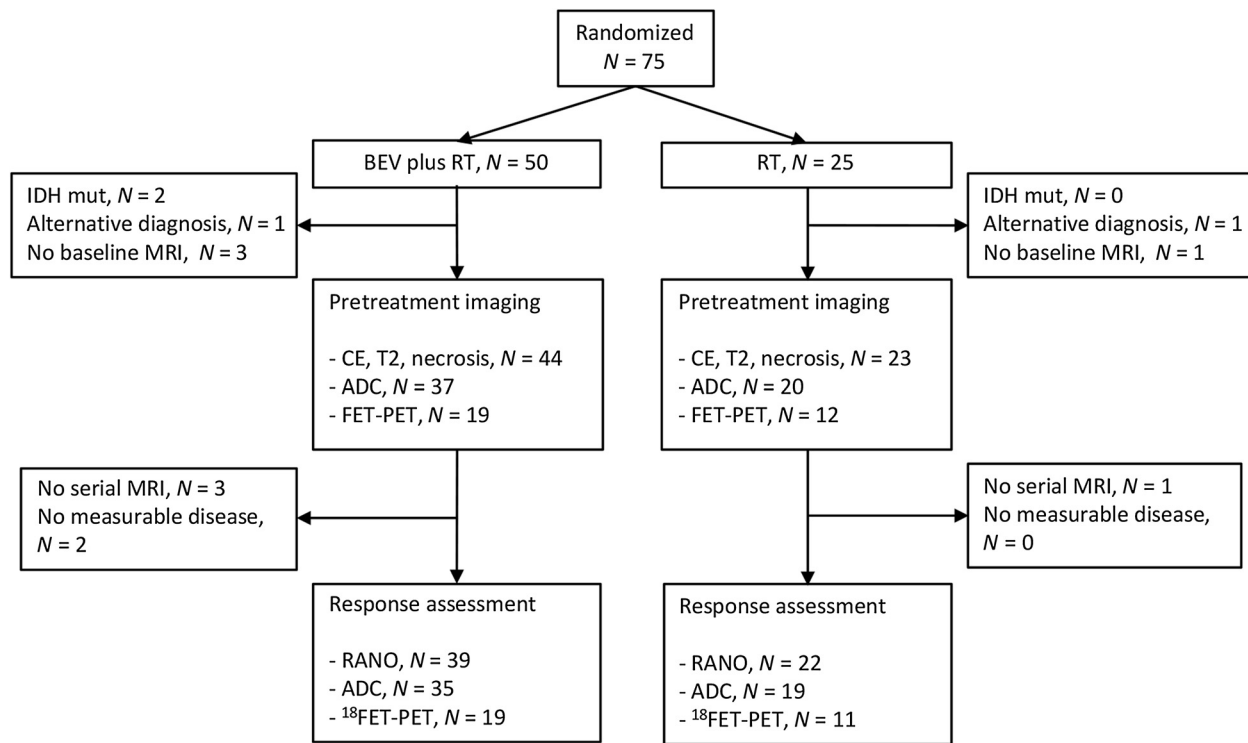 Randomized
N = 75
BEV plus RT, N = 50
RT, N = 25
IDH mut, N = 2
Alternative diagnosis, N = 1
No baseline MRI, N = 3
IDH mut, N = 0
Alternative diagnosis, N = 1
No baseline MRI, N = 1
Pretreatment imaging
- CE, T2, necrosis, N = 44
- ADC, N = 37
- FET-PET, N = 19
Pretreatment imaging
- CE, T2, necrosis, N = 23
- ADC, N = 20
- FET-PET, N = 12
No serial MRI, N = 3
No measurable disease,
N = 2
No serial MRI, N = 1
No measurable disease,
N = 0
Response assessment
- RANO, N = 39
- ADC, N = 35
- ¹⁸FET-PET, N = 19
Response assessment
- RANO, N = 22
- ADC, N = 19
- ¹⁸FET-PET, N = 11